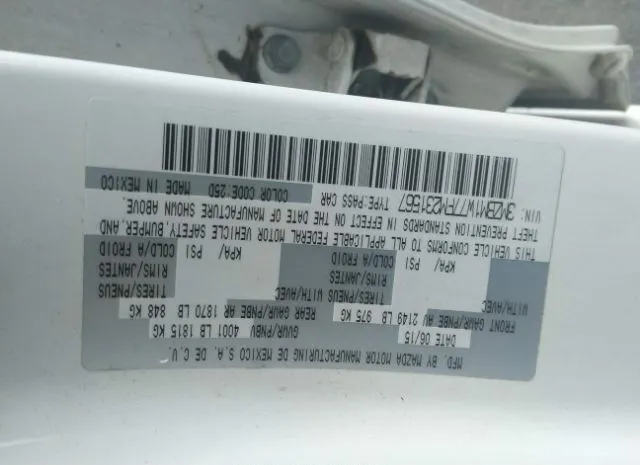 MFD. BY MAZDA MOTOR MANUFACTURING DE MEXICO S.A. DE C.V.
DATE 06/15 GVWR/PNBV 4001 LB 1815 KG
FRONT GAWR/PNBE AV 2149 LB 975 KG REAR GAWR/PNBE AR 1870 LB 848 KG
WITH/AVEC TIRES/PNEUS WITH/AVEC TIRES/PNEUS
RIMS/JANTES RIMS/JANTES
KPA/ PSI COLD/A FROID KPA/ PSI COLD/A FROID
THIS VEHICLE CONFORMS TO ALL APPLICABLE FEDERAL MOTOR VEHICLE SAFETY, BUMPER, AND
THEFT PREVENTION STANDARDS IN EFFECT ON THE DATE OF MANUFACTURE SHOWN ABOVE.
VIN: 3MZBM1W77FM231567 TYPE:PASS CAR
COLOR CODE:25D MADE IN MEXICO